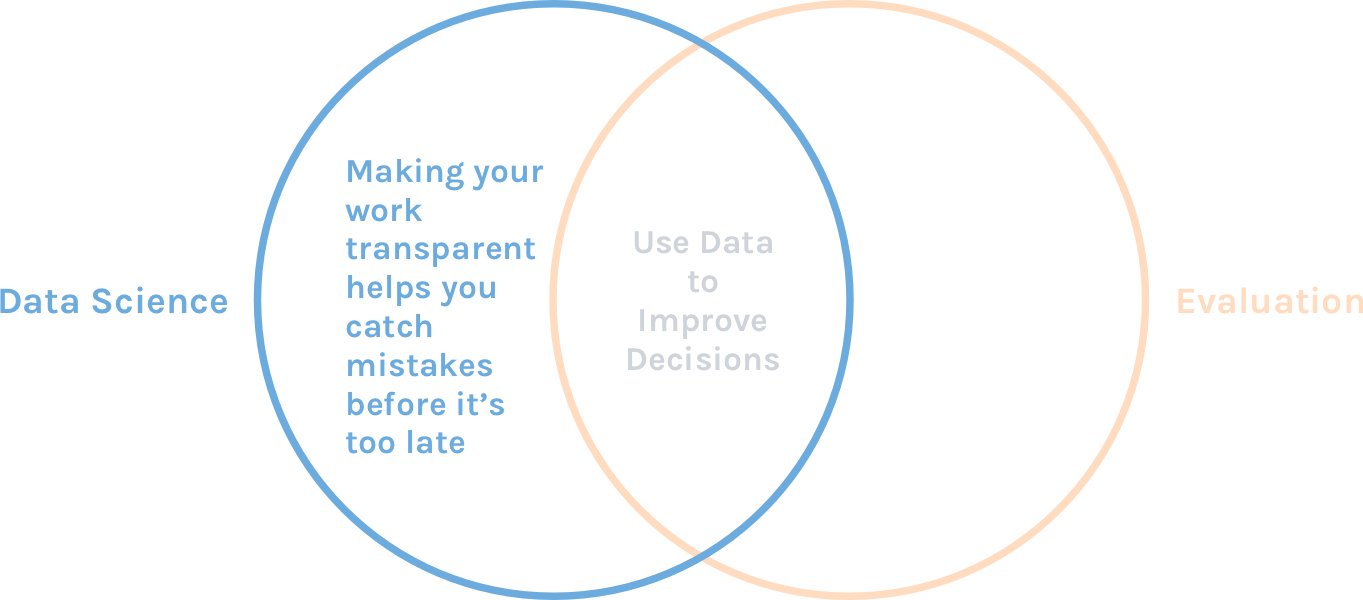 Data Science
Making your
work
transparent
helps you
catch
mistakes
before it’s
too late
Use Data
to
Improve
Decisions
Evaluation